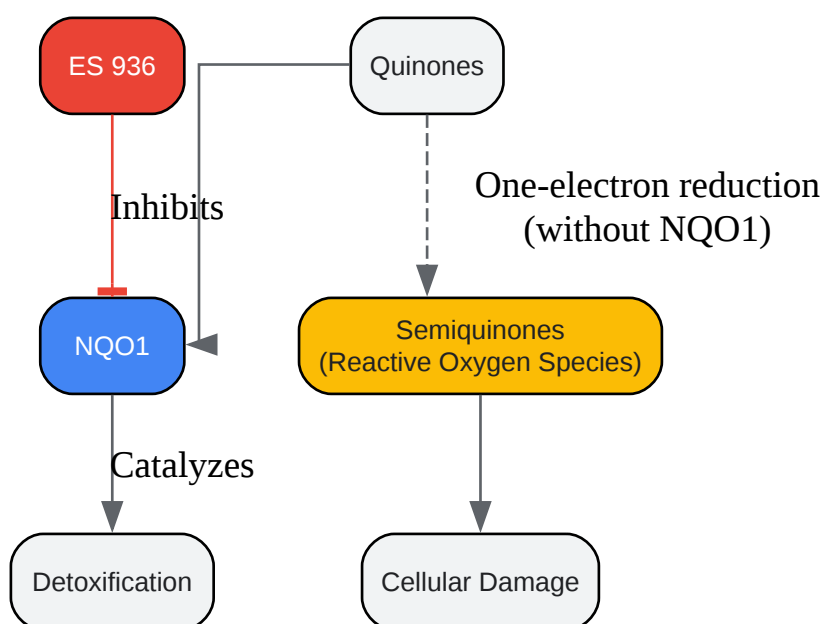 ES 936
Quinones
Inhibits
One-electron reduction
(without NQO1)
NQO1
Semiquinones
(Reactive Oxygen Species)
Catalyzes
Detoxification
Cellular Damage